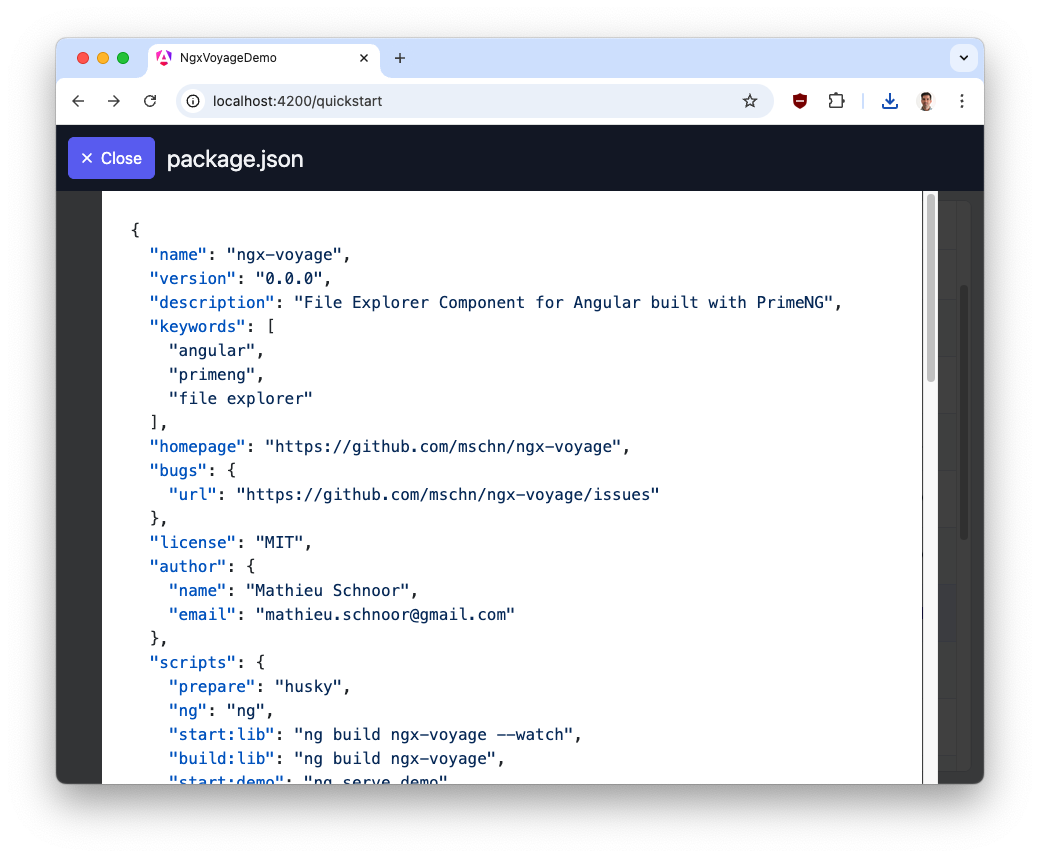 NgxVoyageDemo
localhost:4200/quickstart
Close package.json
{
  "name": "ngx-voyage",
  "version": "0.0.0",
  "description": "File Explorer Component for Angular built with PrimeNG",
  "keywords": [
    "angular",
    "primeng",
    "file explorer"
  ],
  "homepage": "https://github.com/mschn/ngx-voyage",
  "bugs": {
    "url": "https://github.com/mschn/ngx-voyage/issues"
  },
  "license": "MIT",
  "author": {
    "name": "Mathieu Schnoor",
    "email": "mathieu.schnoor@gmail.com"
  },
  "scripts": {
    "prepare": "husky",
    "ng": "ng",
    "start:lib": "ng build ngx-voyage --watch",
    "build:lib": "ng build ngx-voyage",
    "start:demo": "ng serve demo"